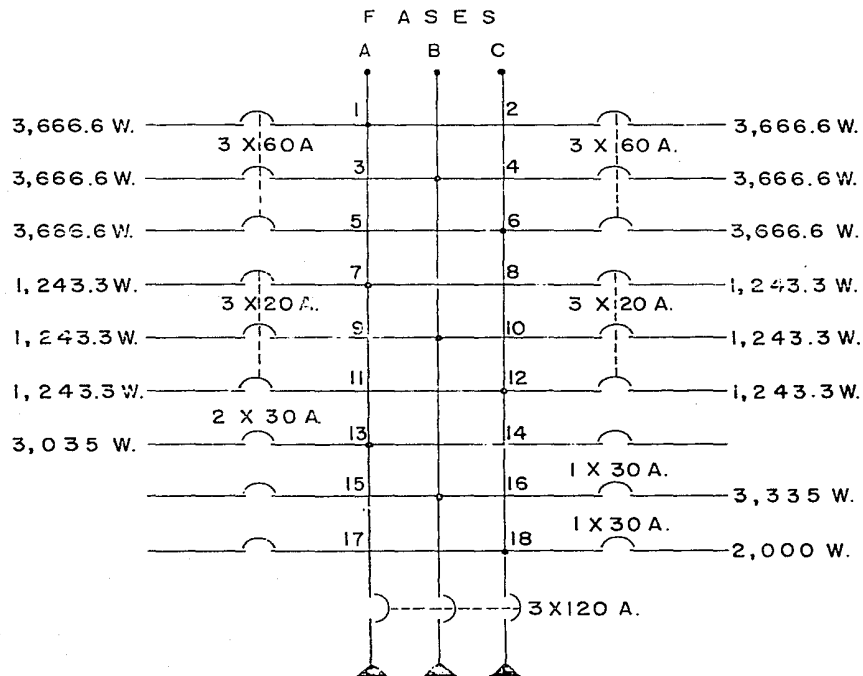 F A S E S
A B C
1 2
3,666.6 W. 3,666.6 W.
3 X 60 A 3 X 60 A.
3 4
3,666.6 W. 3,666.6 W.
5 6
3,666.6 W. 3,666.6 W.
7 8
1,243.3 W. 1,243.3 W.
3 X 20 A. 3 X 20 A.
9 10
1,243.3 W. 1,243.3 W.
11 12
1,243.3 W. 1,243.3 W.
2 X 30 A.
13 14
3,035 W.
1 X 30 A.
15 16
3,335 W.
1 X 30 A.
17 18
2,000 W.
3 X 120 A.